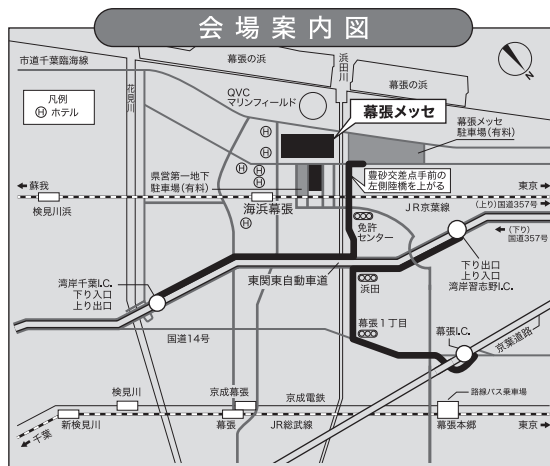 会場案内図
市道千葉臨海線
幕張の浜
浜田川
幕張の浜
N
凡例
Ⓗホテル
花見川
QVC
マリンフィールド
幕張メッセ
幕張メッセ
駐車場(有料)
Ⓗ
Ⓗ
Ⓗ
Ⓗ
Ⓗ
県営第一地下
駐車場(有料)
豊砂交差点手前の
左側陸橋を上がる
蘇我
検見川浜
海浜幕張
JR京葉線
東京
(上り)国道357号
Ⓗ
免許
センター
(下り)
国道357号
湾岸千葉I.C.
下り入口
上り出口
東関東自動車道
浜田
下り出口
上り入口
湾岸習志野I.C.
国道14号
幕張1丁目
幕張I.C.
京葉道路
検見川
京成幕張
京成電鉄
路線バス乗車場
新検見川
幕張
JR総武線
幕張本郷
千葉
東京